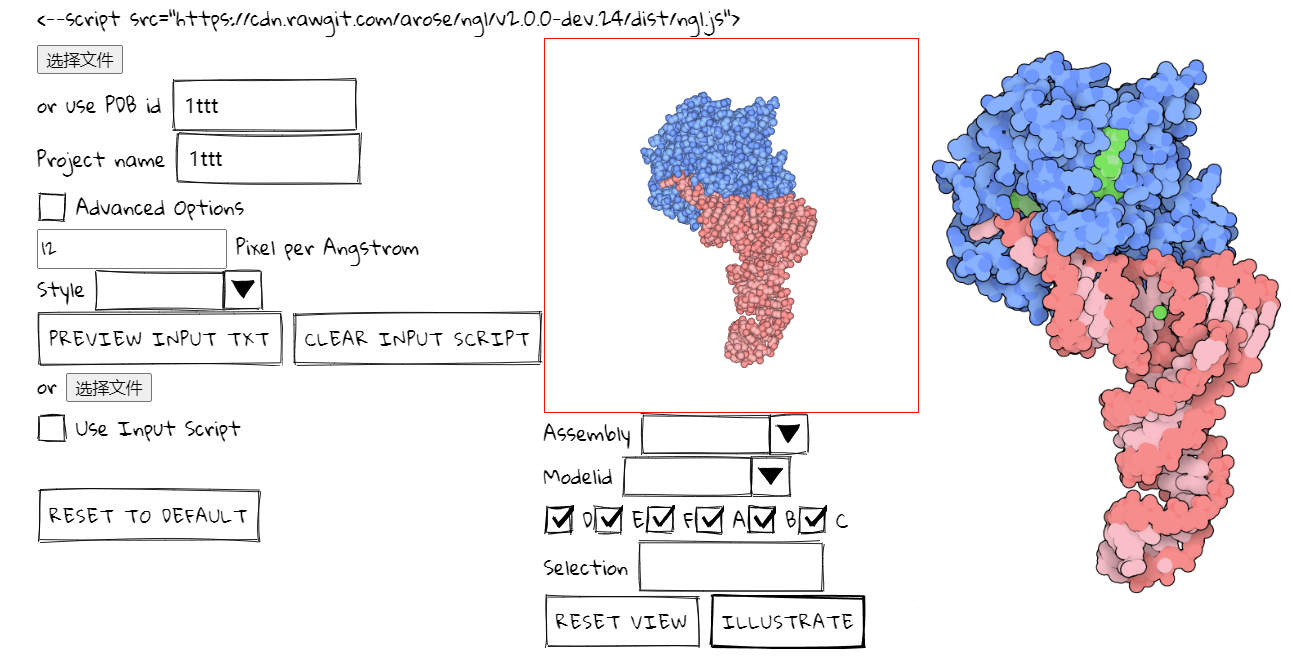 <--script src="https://cdn.rawgit.com/arose/ngl/v2.0.0-dev.24/dist/ngl.js">
选择文件
or use PDB id 1ttt
Project name 1ttt
Advanced Options
12 Pixel per Angstrom
Style
PREVIEW INPUT TXT CLEAR INPUT SCRIPT
or 选择文件
Use Input Script
RESET TO DEFAULT
Assembly
Modelid
D E F A B C
Selection
RESET VIEW ILLUSTRATE